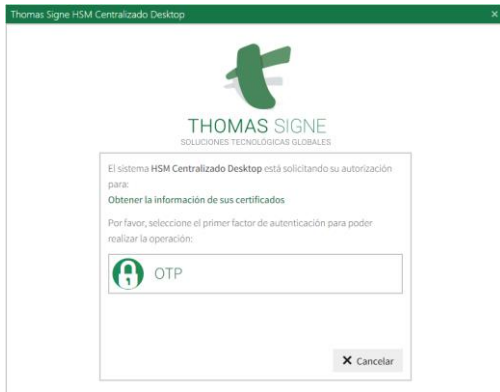 Thomas Signe HSM Centralizado Desktop ×
THOMAS SIGNE
SOLUCIONES TECNOLÓGICAS GLOBALES
El sistema HSM Centralizado Desktop está solicitando su autorización
para:
Obtener la información de sus certificados
Por favor, seleccione el primer factor de autenticación para poder
realizar la operación:
OTP
Cancelar